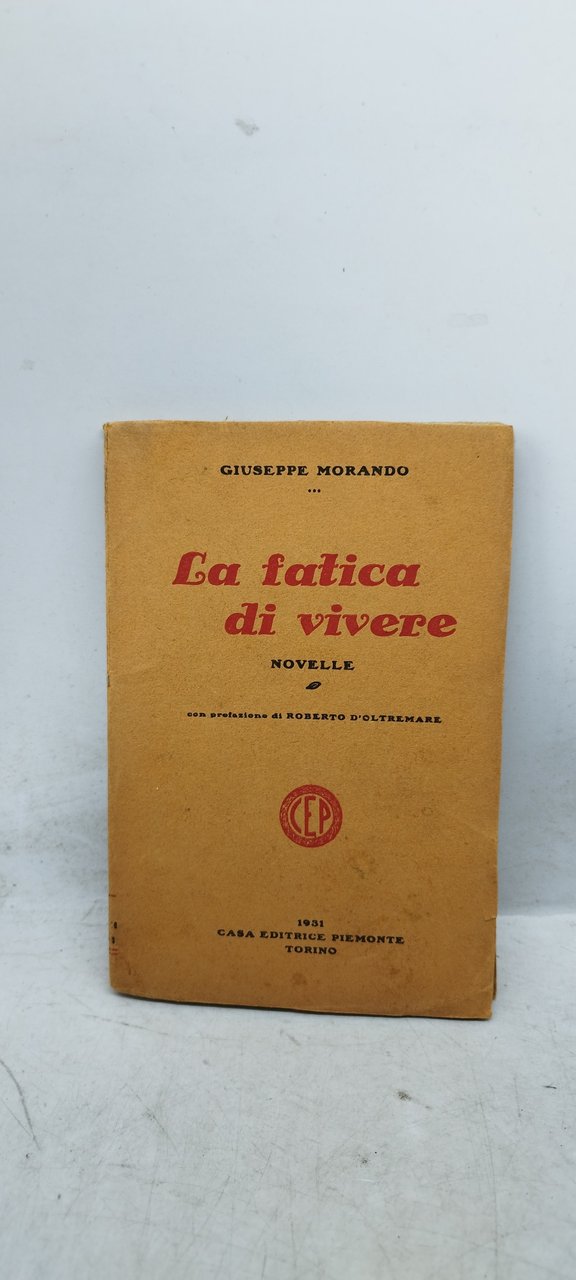 GIUSEPPE MORANDO
La fatica
di vivere
NOVELLE
con prefazione di ROBERTO D'OLTREMARE
CEP
1931
CASA EDITRICE PIEMONTE
TORINO